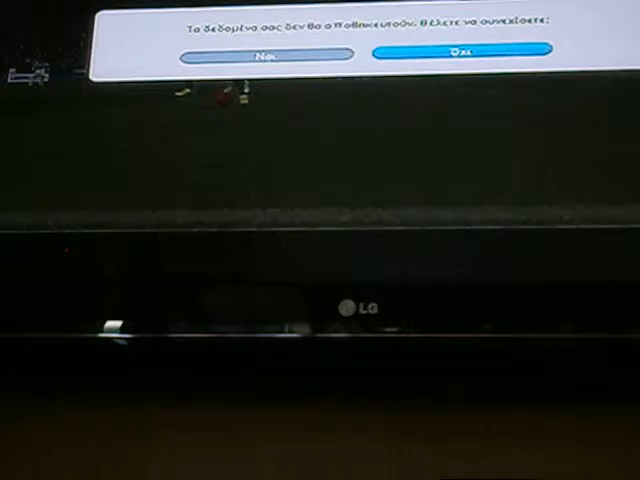 Τα δεδομένα σας δεν θα αποθηκευτούν. Θέλετε να συνεχίσετε;
Ναι
Όχι
LG